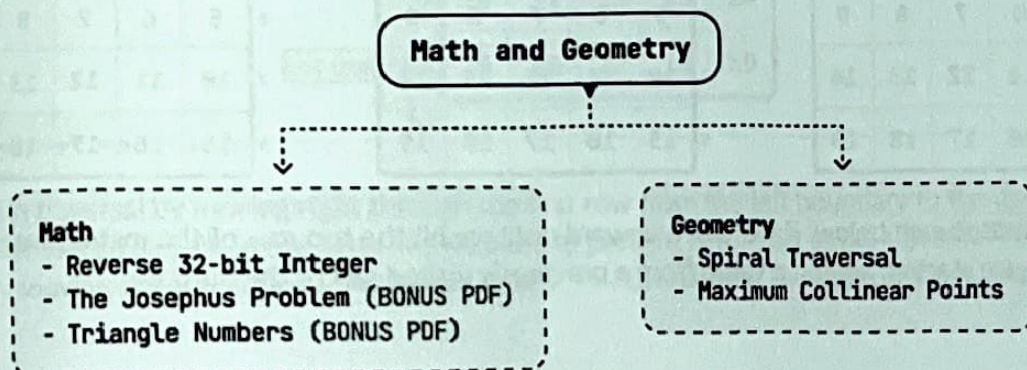 Math and Geometry
Math
- Reverse 32-bit Integer
- The Josephus Problem (BONUS PDF)
- Triangle Numbers (BONUS PDF)
Geometry
- Spiral Traversal
- Maximum Collinear Points